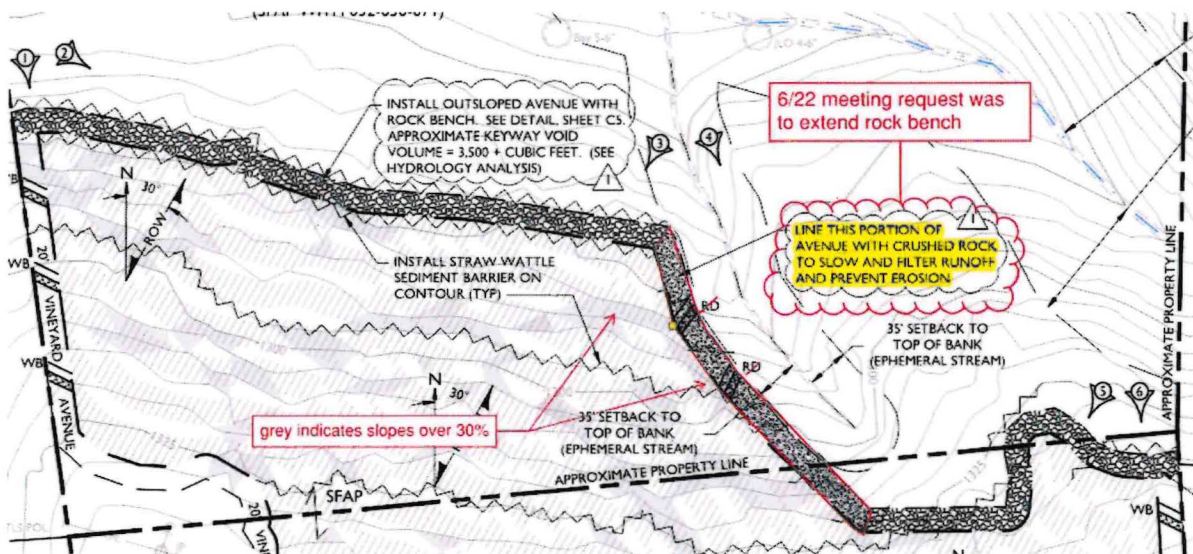 1
2
INSTALL OUTSLOPED AVENUE WITH
ROCK BENCH. SEE DETAIL, SHEET C5.
APPROXIMATE KEYWAY VOID
VOLUME = 3,500 + CUBIC FEET. (SEE
HYDROLOGY ANALYSIS)
1
3
4
6/22 meeting request was
to extend rock bench
1
LINE THIS PORTION OF
AVENUE WITH CRUSHED ROCK
TO SLOW AND FILTER RUNOFF
AND PREVENT EROSION
N
30°
ROW
INSTALL STRAW WATTLE
SEDIMENT BARRIER ON
CONTOUR (TYP)
RD
RD
35' SETBACK TO
TOP OF BANK
(EPHEMERAL STREAM)
APPROXIMATE PROPERTY LINE
WB
20'
VINEYARD
AVENUE
WB
N
30°
grey indicates slopes over 30%
35' SETBACK TO
TOP OF BANK
(EPHEMERAL STREAM)
5
6
APPROXIMATE PROPERTY LINE
1325
SFAP
20'
1325
WB
N